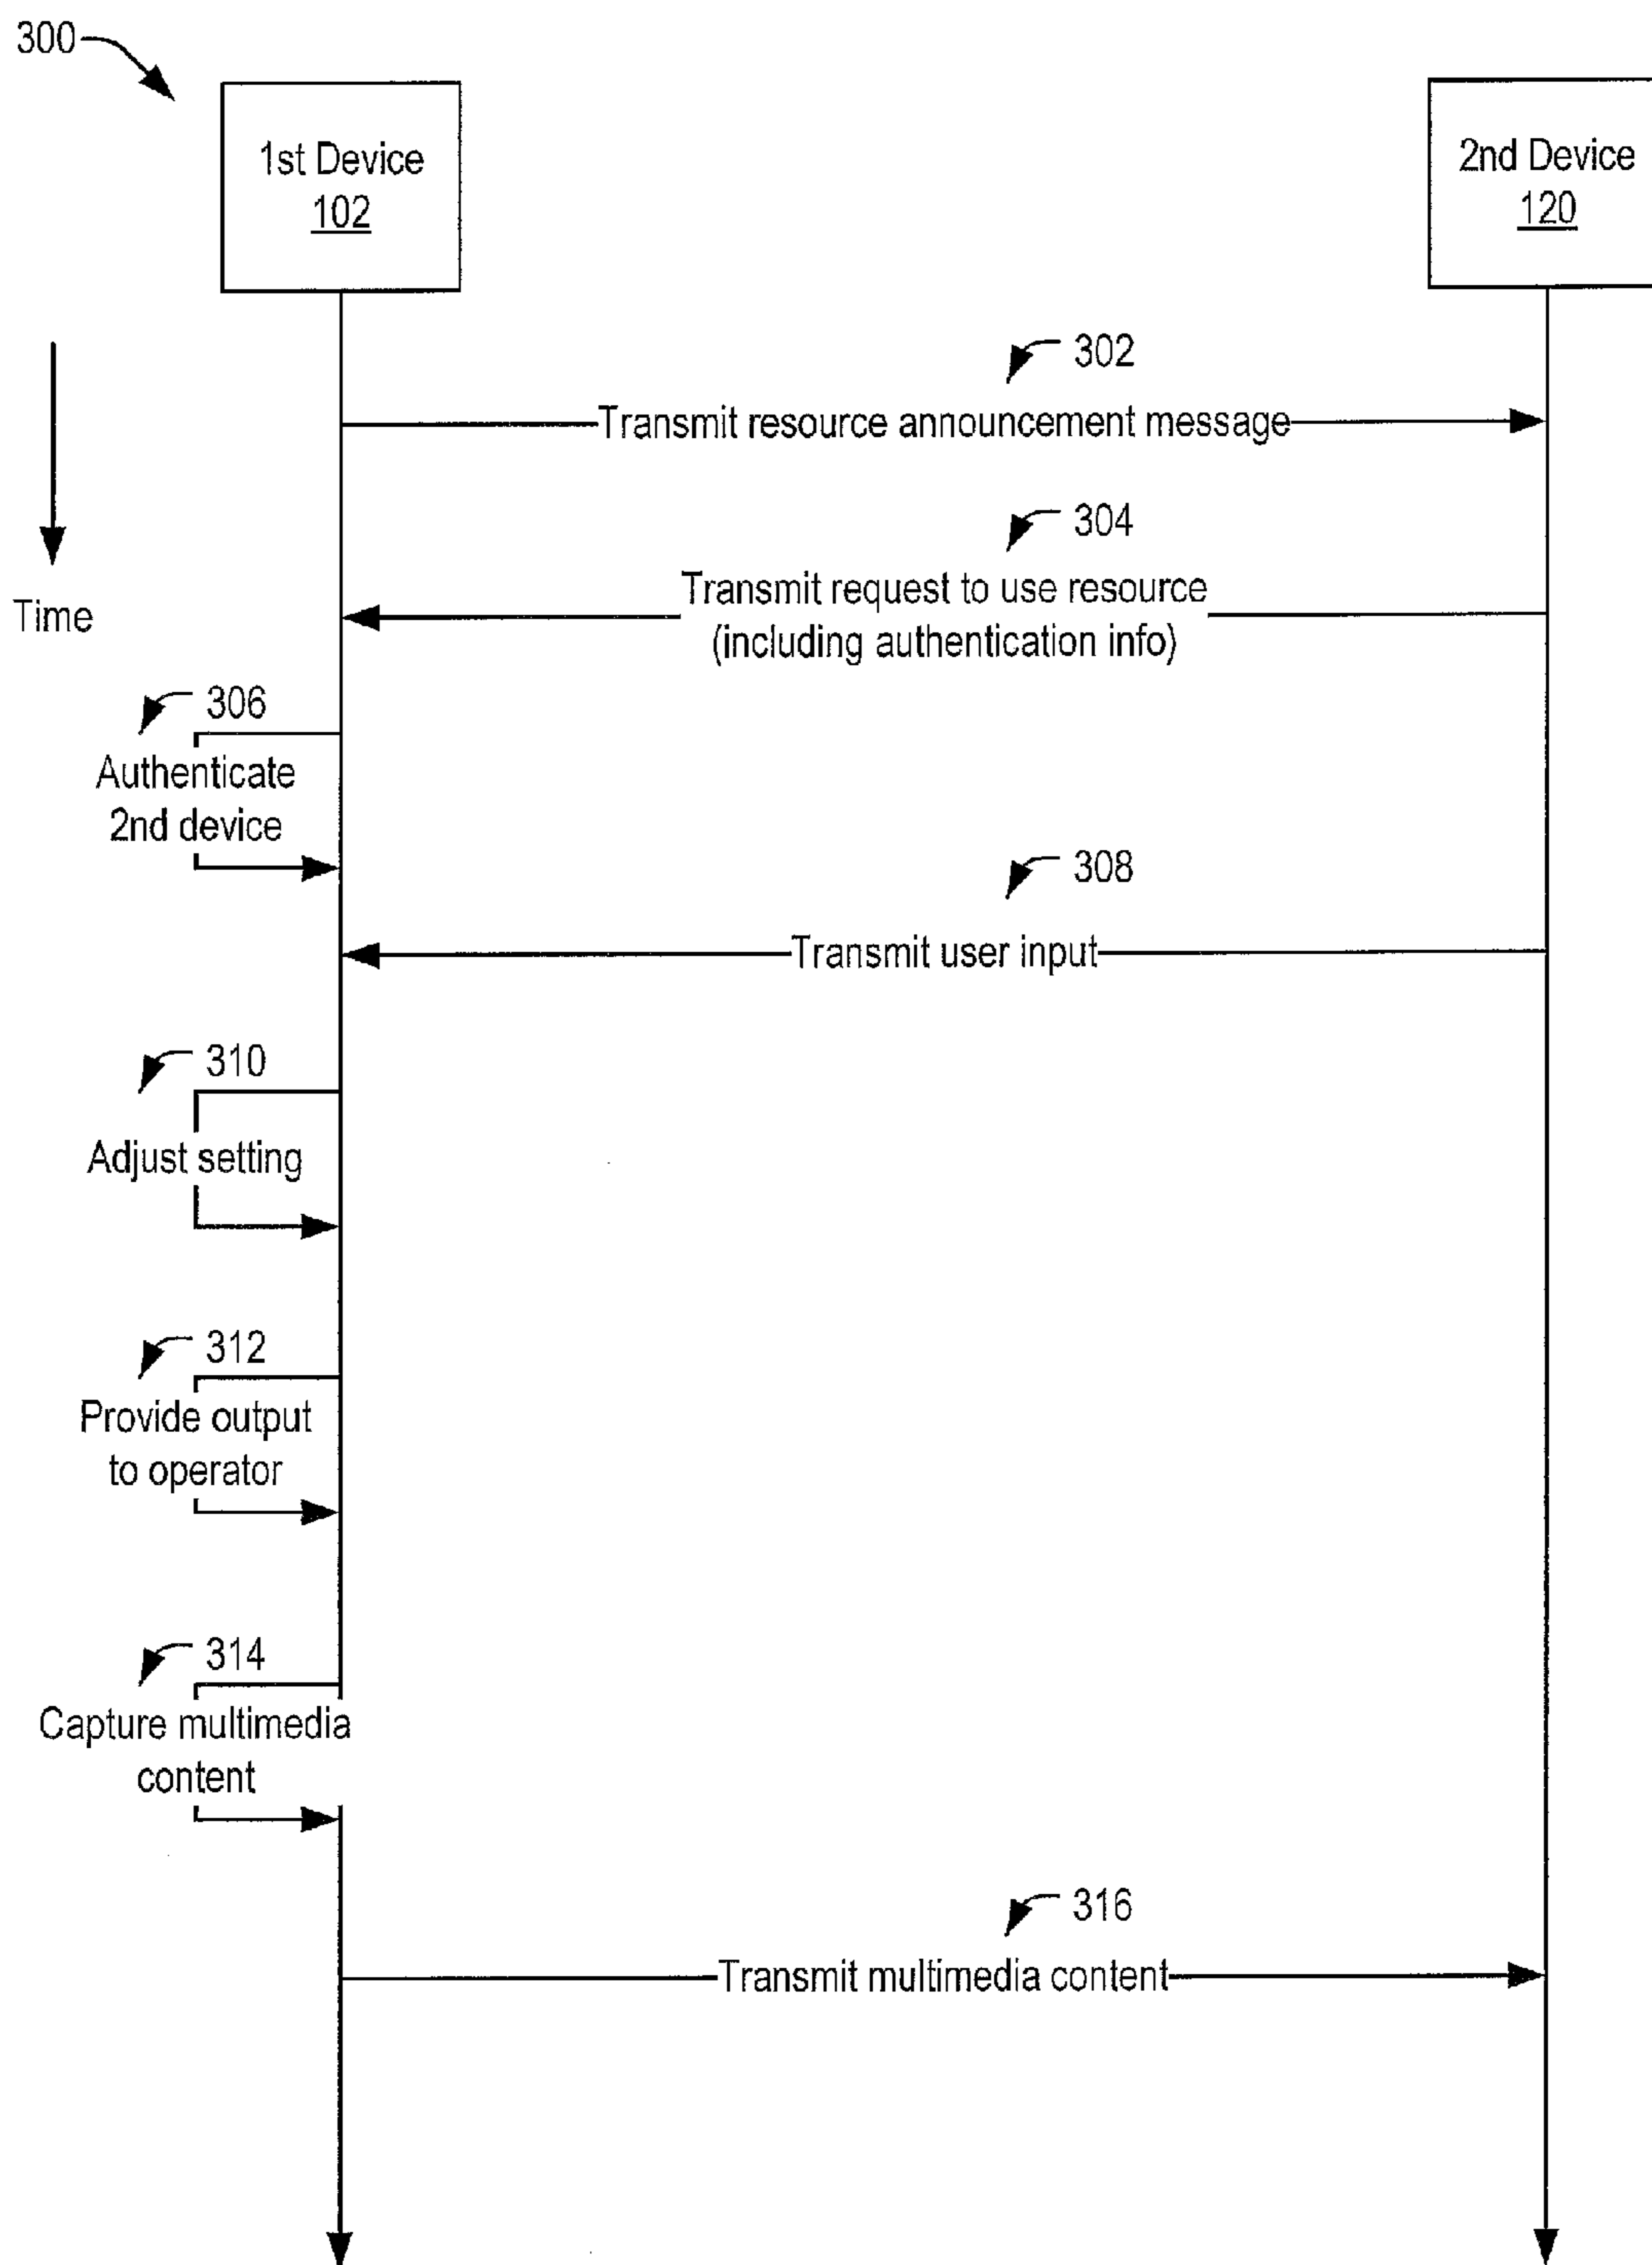 300
1st Device
102
2nd Device
120
302
Transmit resource announcement message
304
Transmit request to use resource
(including authentication info)
Time
306
Authenticate
2nd device
308
Transmit user input
310
Adjust setting
312
Provide output
to operator
314
Capture multimedia
content
316
Transmit multimedia content